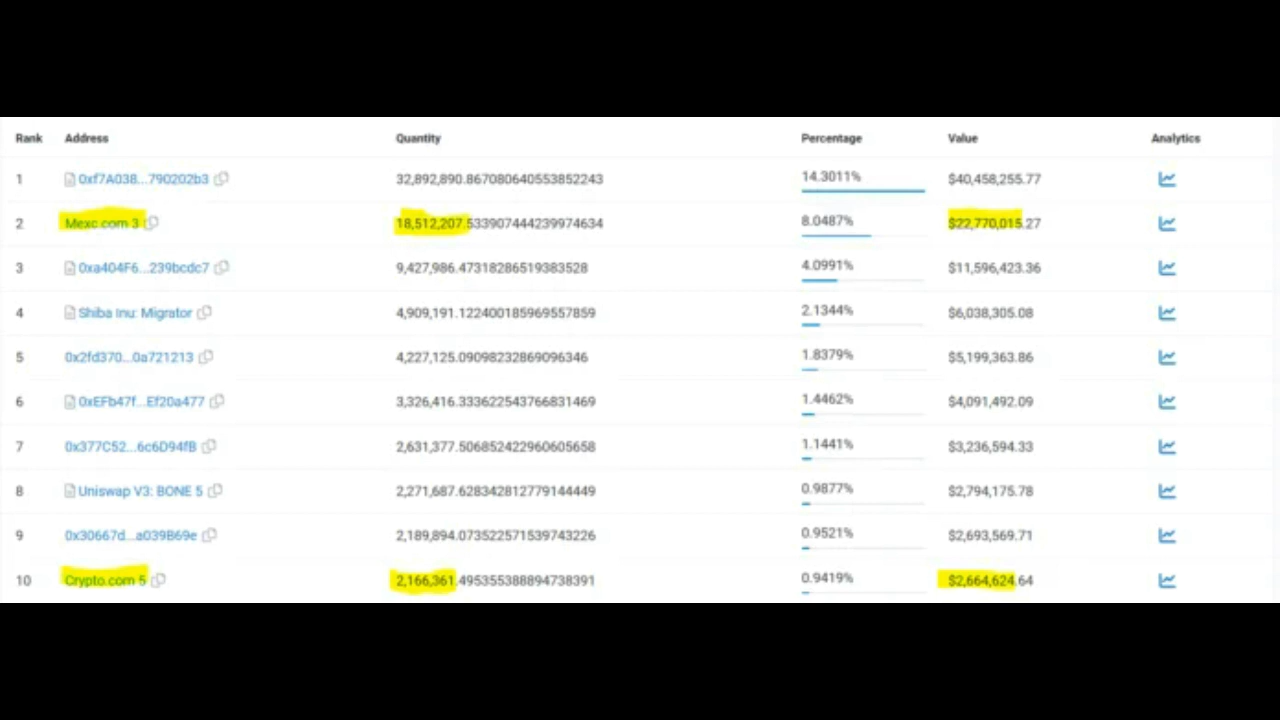 Rank Address Quantity Percentage Value Analytics
1 0xf7A038...790202b3 32,892,890.867080640553852243 14.3011% $40,458,255.77
2 Mexc.com 3 18,512,207.533907444239974634 8.0487% $22,770,015.27
3 0xa404F6...239bcdc7 9,427,986.47318286519383528 4.0991% $11,596,423.36
4 Shiba Inu: Migrator 4,909,191.122400185969557859 2.1344% $6,038,305.08
5 0x2fd370...0a721213 4,227,125.09098232869096346 1.8379% $5,199,363.86
6 0xEFb47f...Ef20a477 3,326,416.333622543766831469 1.4462% $4,091,492.09
7 0x377C52...6c6D94fB 2,631,377.506852422960605658 1.1441% $3,236,594.33
8 Uniswap V3: BONE 5 2,271,687.628342812779144449 0.9877% $2,794,175.78
9 0x30667d...a039B69e 2,189,894.073522571539743226 0.9521% $2,693,569.71
10 Crypto.com 5 2,166,361.495355388894738391 0.9419% $2,664,624.64